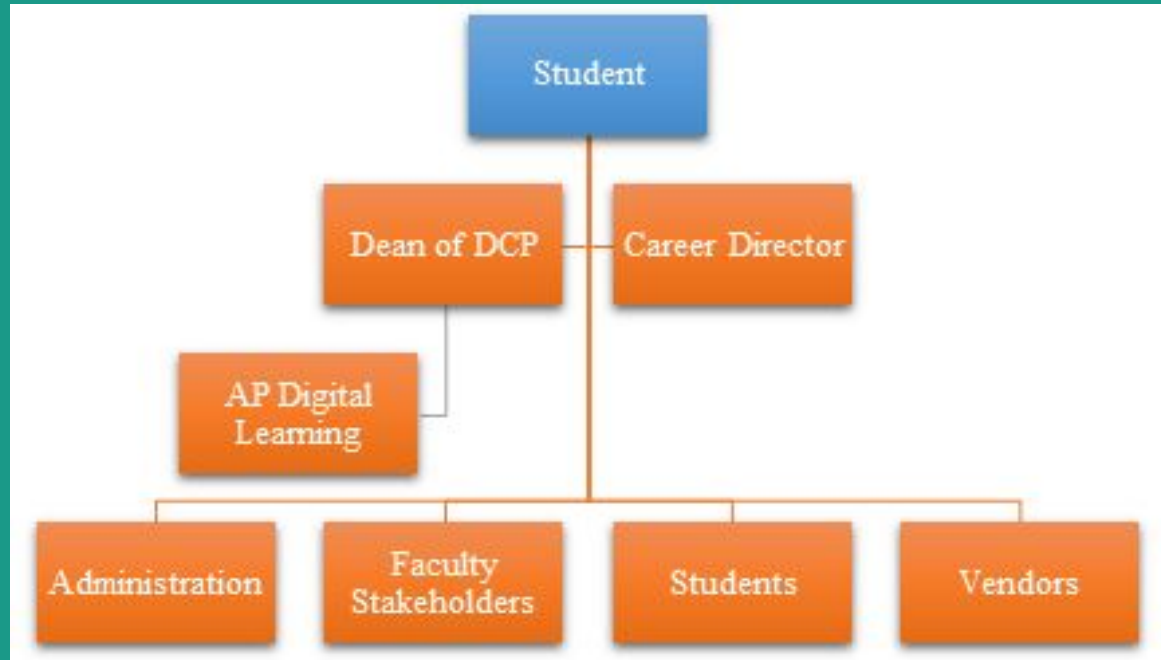 Student
Dean of DCP
Career Director
AP Digital
Learning
Administration
Faculty
Stakeholders
Students
Vendors